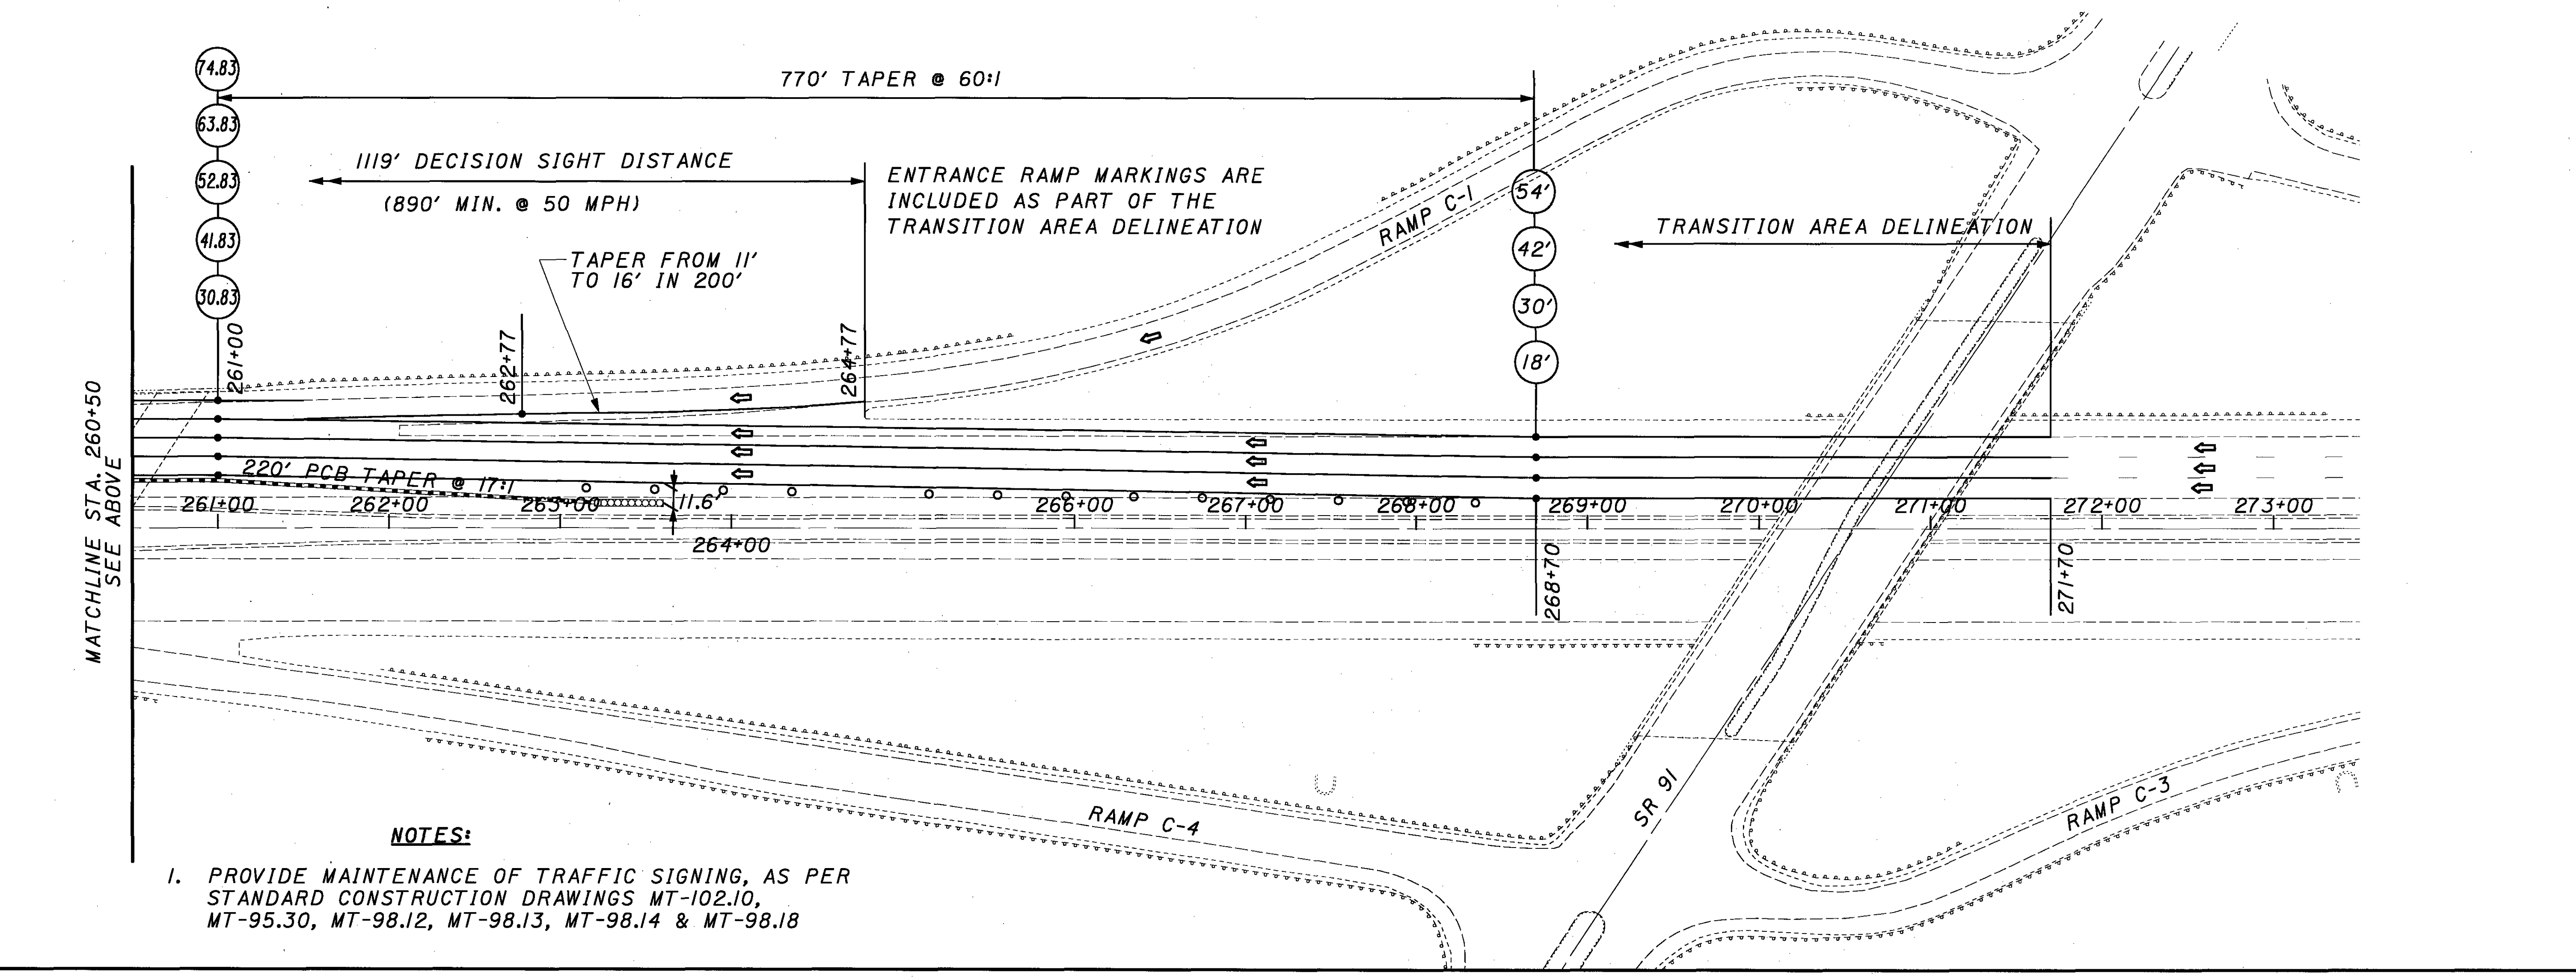 74.83
63.83
52.83
41.83
30.83
770' TAPER @ 60:1
1119' DECISION SIGHT DISTANCE
(890' MIN. @ 50 MPH)
ENTRANCE RAMP MARKINGS ARE
INCLUDED AS PART OF THE
TRANSITION AREA DELINEATION
TAPER FROM 11'
TO 16' IN 200'
RAMP C-1
54'
42'
30'
18'
TRANSITION AREA DELINEATION
261+00
262+77
264+77
MATCHLINE STA. 260+50
SEE ABOVE
220' PCB TAPER @ 17:1
11.6'
261+00
262+00
263+00
264+00
266+00
267+00
268+00
269+00
270+00
271+00
272+00
273+00
268+70
271+70
RAMP C-4
SR 91
RAMP C-3
NOTES:
1. PROVIDE MAINTENANCE OF TRAFFIC SIGNING, AS PER
STANDARD CONSTRUCTION DRAWINGS MT-102.10,
MT-95.30, MT-98.12, MT-98.13, MT-98.14 & MT-98.18